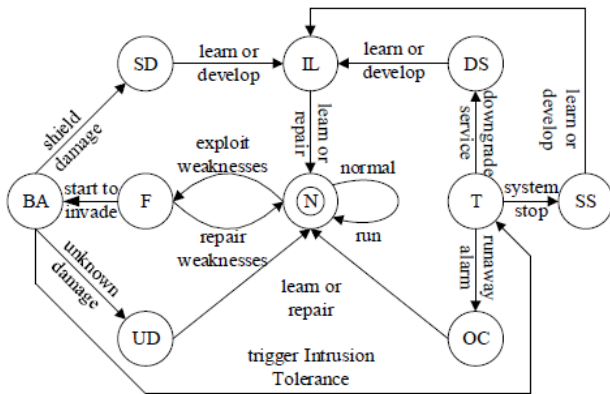 SD
learn or
develop
IL
learn or
develop
DS
learn or
develop
shield
damage
exploit
weaknesses
learn or
repair
normal
downgrade
service
BA
start to
invade
F
N
T
system
stop
SS
repair
weaknesses
run
unknown
damage
runaway
alarm
learn or
repair
UD
OC
trigger Intrusion
Tolerance